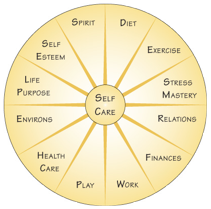 Spirit
Diet
Exercise
Stress
Mastery
Relations
Finances
Work
Play
Health
Care
Environs
Life
Purpose
Self
Esteem
Self
Care